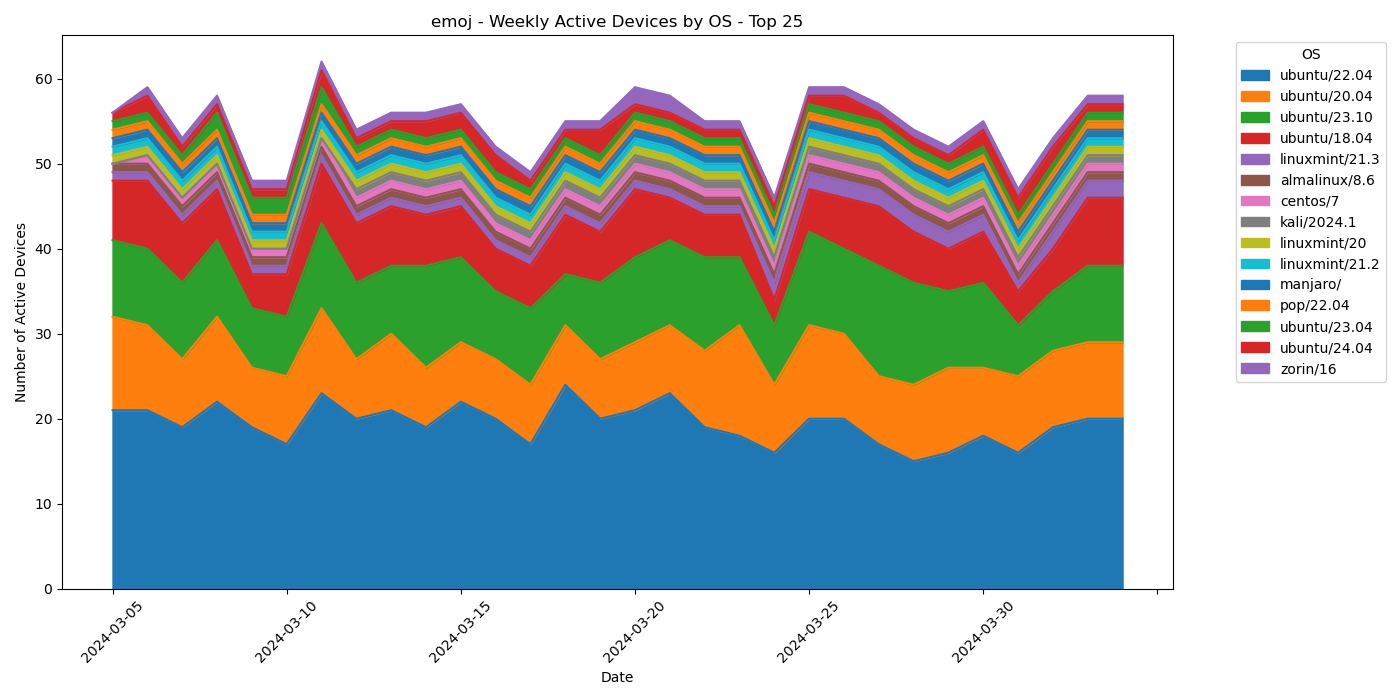 emoj - Weekly Active Devices by OS - Top 25
Number of Active Devices
60
50
40
30
20
10
0
2024-03-05
2024-03-10
2024-03-15
2024-03-20
2024-03-25
2024-03-30
Date
OS
ubuntu/22.04
ubuntu/20.04
ubuntu/23.10
ubuntu/18.04
linuxmint/21.3
almalinux/8.6
centos/7
kali/2024.1
linuxmint/20
linuxmint/21.2
manjaro/
pop/22.04
ubuntu/23.04
ubuntu/24.04
zorin/16